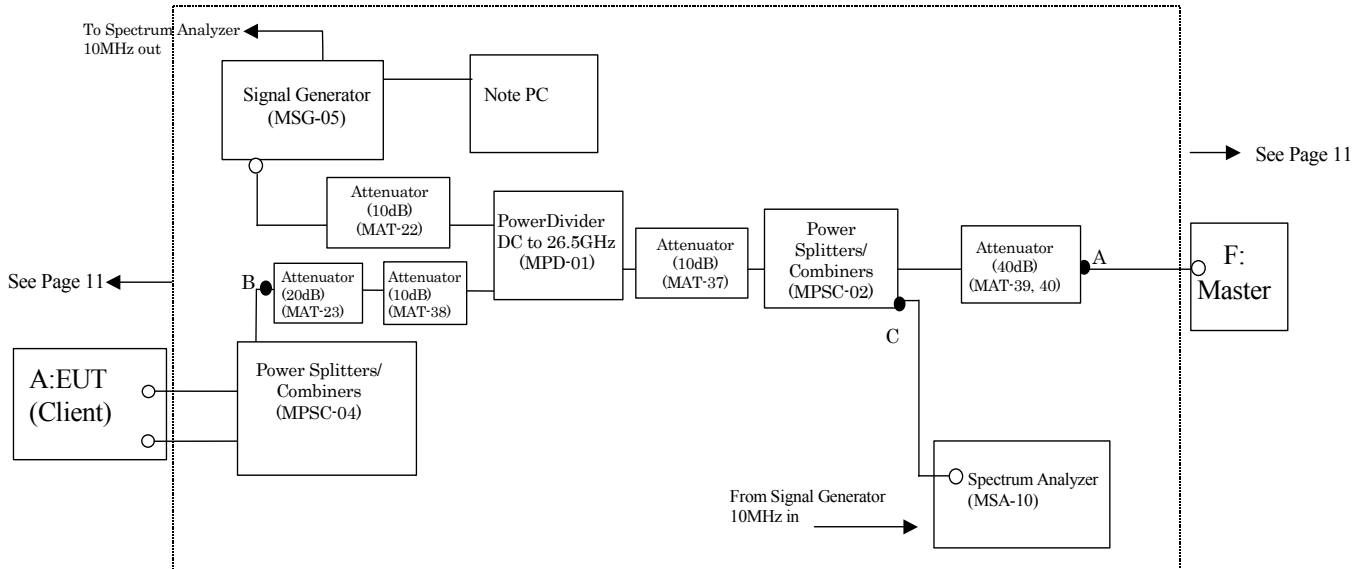 To Spectrum Analyzer
10MHz out
Signal Generator
(MSG-05)
Note PC
See Page 11
Attenuator
(10dB)
(MAT-22)
PowerDivider
DC to 26.5GHz
(MPD-01)
Attenuator
(10dB)
(MAT-37)
Power
Splitters/
Combiners
(MPSC-02)
Attenuator
(40dB)
(MAT-39, 40)
A
F:
Master
See Page 11
B
Attenuator
(20dB)
(MAT-23)
Attenuator
(10dB)
(MAT-38)
C
A:EUT
(Client)
Power Splitters/
Combiners
(MPSC-04)
From Signal Generator
10MHz in
Spectrum Analyzer
(MSA-10)